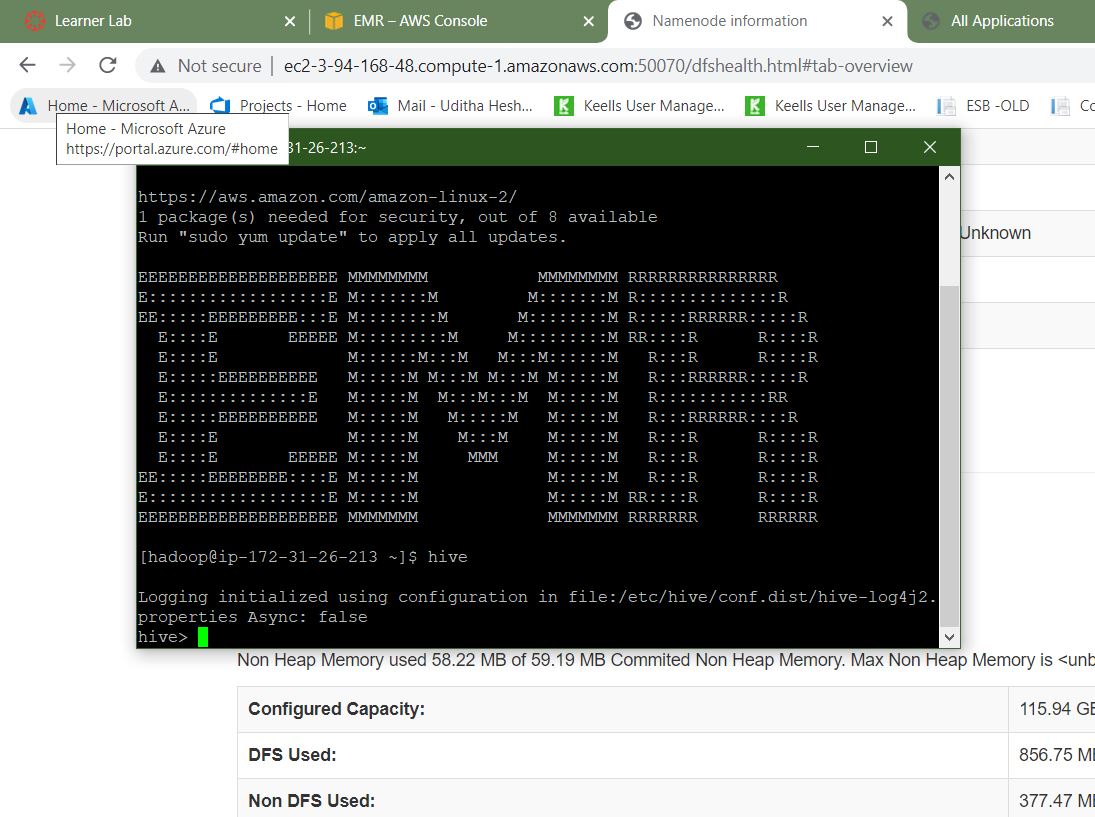 Learner Lab
EMR – AWS Console
Namenode information
All Applications
Not secure
ec2-3-94-168-48.compute-1.amazonaws.com:50070/dfshealth.html#tab-overview
Home - Microsoft A...
Projects - Home
Mail - Uditha Hesh...
Keells User Manage...
Keells User Manage...
ESB -OLD
Home - Microsoft Azure
https://portal.azure.com/#home
31-26-213:~
https://aws.amazon.com/amazon-linux-2/
1 package(s) needed for security, out of 8 available
Run "sudo yum update" to apply all updates.
EEEEEEEEEEEEEEEEEEEE MMMMMMMM           MMMMMMMM RRRRRRRRRRRRRRR
E::::::::::::::::::E M:::::::M         M:::::::M R::::::::::::::R
EE:::::EEEEEEEEE:::E M::::::::M       M::::::::M R:::::RRRRRR:::::R
  E::::E       EEEEE M:::::::::M     M:::::::::M RR::::R      R::::R
  E::::E             M::::::M:::M   M:::M::::::M   R:::R      R::::R
  E:::::EEEEEEEEEE   M:::::M M:::M M:::M M:::::M   R:::RRRRRR:::::R
  E::::::::::::::E   M:::::M  M:::M:::M  M:::::M   R:::::::::::RR
  E:::::EEEEEEEEEE   M:::::M   M:::::M   M:::::M   R:::RRRRRR::::R
  E::::E             M:::::M    M:::M    M:::::M   R:::R      R::::R
  E::::E       EEEEE M:::::M     MMM     M:::::M   R:::R      R::::R
EE:::::EEEEEEEE::::E M:::::M             M:::::M   R:::R      R::::R
E::::::::::::::::::E M:::::M             M:::::M RR::::R      R::::R
EEEEEEEEEEEEEEEEEEEE MMMMMMM             MMMMMMM RRRRRRR      RRRRRR
[hadoop@ip-172-31-26-213 ~]$ hive
Logging initialized using configuration in file:/etc/hive/conf.dist/hive-log4j2.
properties Async: false
hive>
Unknown
Non Heap Memory used 58.22 MB of 59.19 MB Commited Non Heap Memory. Max Non Heap Memory is <unb
Configured Capacity:
115.94 GB
DFS Used:
856.75 MB
Non DFS Used:
377.47 MB